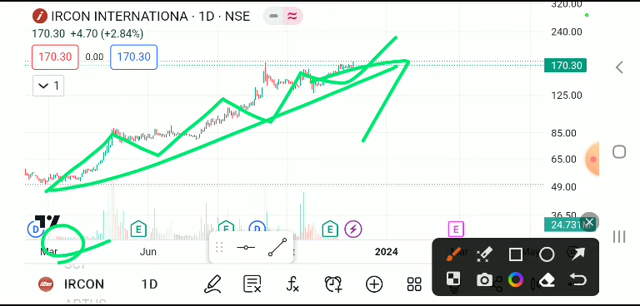 IRCON INTERNATIONA · 1D · NSE
320.00
170.30 +4.70 (+2.84%)
240.00
170.30 0.00 170.30
170.30
1
125.00
85.00
65.00
49.00
36.50
24.731
D E E D E E
Mar Jun 2024
IRCON 1D